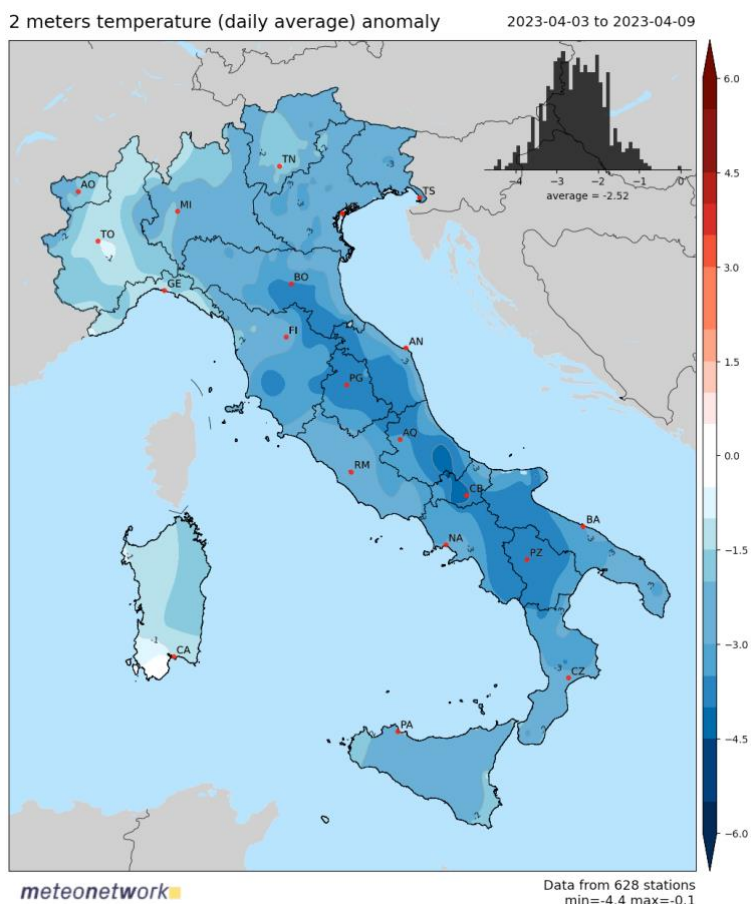 2 meters temperature (daily average) anomaly
2023-04-03 to 2023-04-09
6.0
4.5
3.0
1.5
0.0
−1.5
−3.0
−4.5
−6.0
−4 −3 −2 −1 0
average = -2.52
AO
TN
TS
MI
TO
GE
BO
FI
AN
PG
AQ
RM
CB
BA
NA
PZ
CA
CZ
PA
-1
-3
meteonetwork
Data from 628 stations
min=-4.4 max=-0.1